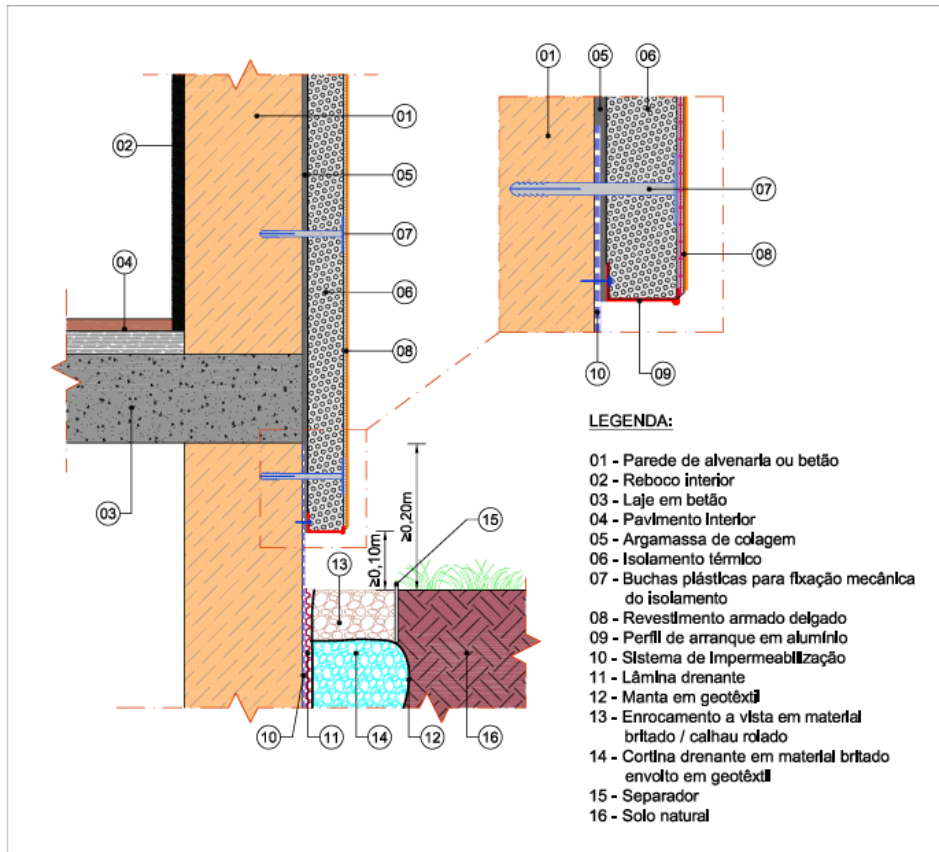 01
05
06
02
01
05
07
07
04
06
08
08
10
09
LEGENDA:
01 - Parede de alvenaria ou betão
02 - Reboco interior
03
03 - Laje em betão
≥0,20m
15
04 - Pavimento interior
05 - Argamassa de colagem
13
≥0,10m
06 - Isolamento térmico
07 - Buchas plásticas para fixação mecânica
do isolamento
08 - Revestimento armado delgado
09 - Perfil de arranque em alumínio
10 - Sistema de impermeabilização
11 - Lâmina drenante
12 - Manta em geotêxtil
10
11
14
12
16
13 - Enrocamento a vista em material
britado / calhau rolado
14 - Cortina drenante em material britado
envolto em geotêxtil
15 - Separador
16 - Solo natural